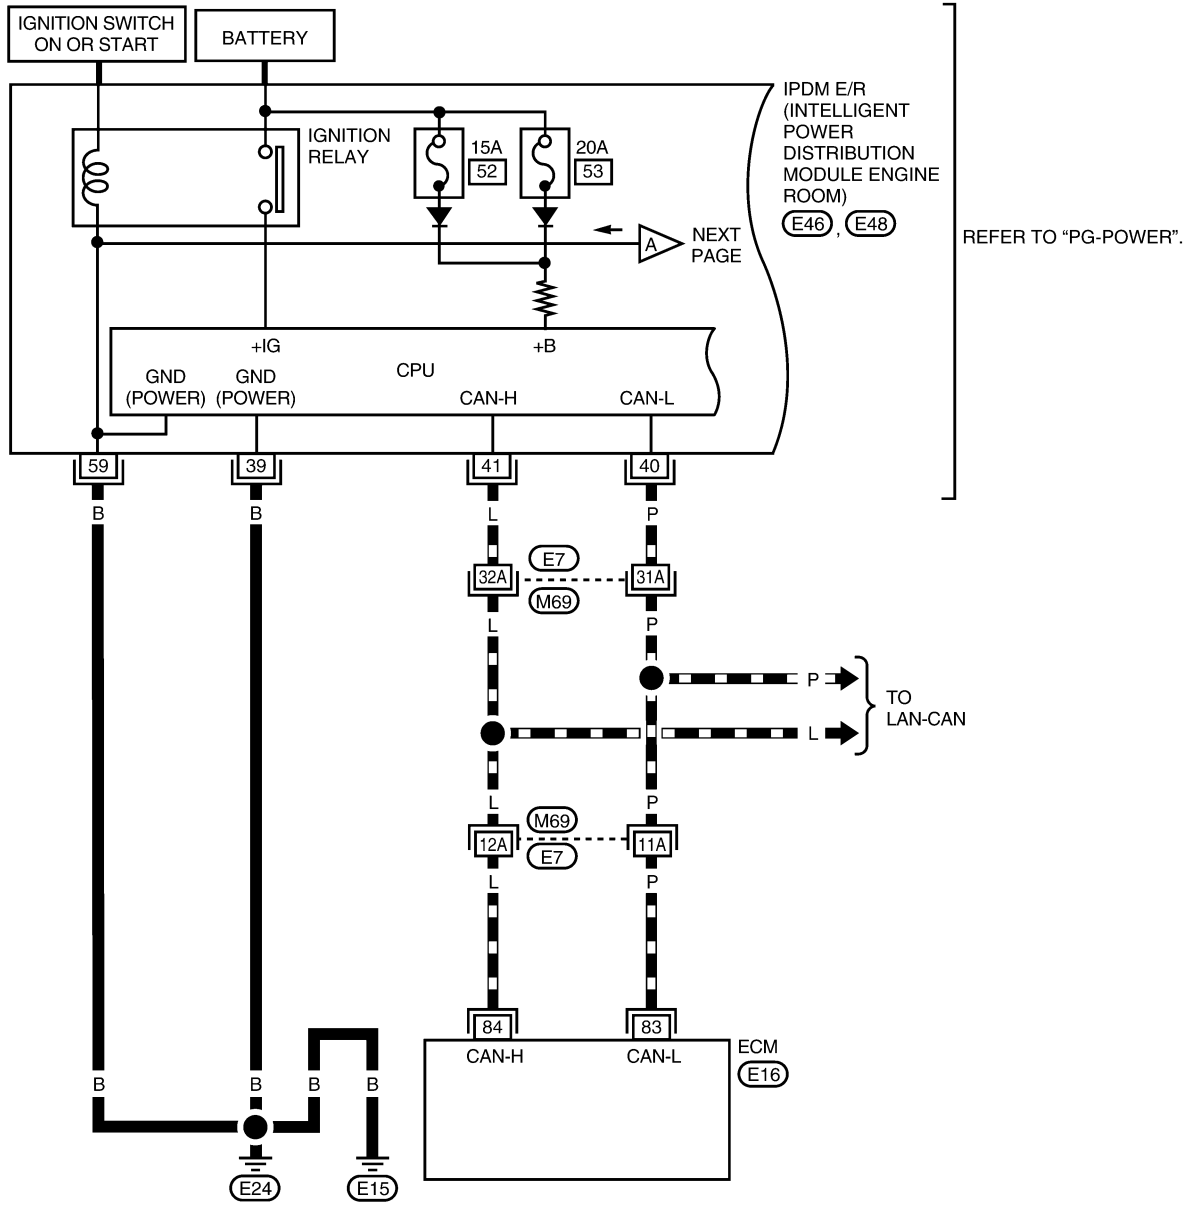 IGNITION SWITCH
ON OR START
BATTERY
IGNITION
RELAY
15A
52
20A
53
IPDM E/R
(INTELLIGENT
POWER
DISTRIBUTION
MODULE ENGINE
ROOM)
E46 , E48
REFER TO “PG-POWER”.
A
NEXT
PAGE
+IG
+B
CPU
GND
(POWER)
GND
(POWER)
CAN-H
CAN-L
59
39
41
40
B
B
L
P
E7
32A
31A
M69
L
P
P
L
TO
LAN-CAN
L
P
M69
12A
11A
E7
L
P
84
83
CAN-H
CAN-L
ECM
E16
B
B
B
B
E24
E15